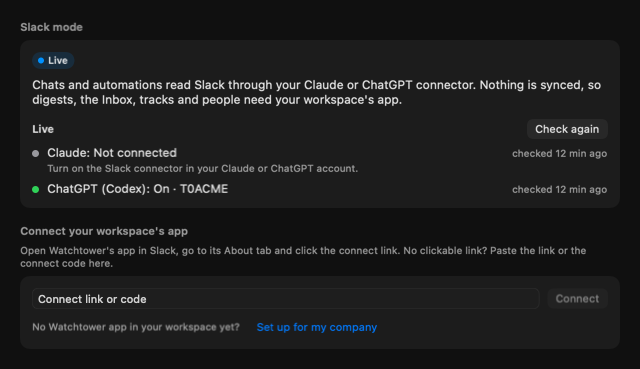 Slack mode
Live
Chats and automations read Slack through your Claude or ChatGPT connector. Nothing is synced, so
digests, the Inbox, tracks and people need your workspace's app.
Live
Check again
Claude: Not connected
checked 12 min ago
Turn on the Slack connector in your Claude or ChatGPT account.
ChatGPT (Codex): On · T0ACME
checked 12 min ago
Connect your workspace's app
Open Watchtower's app in Slack, go to its About tab and click the connect link. No clickable link? Paste the link or the
connect code here.
Connect link or code
Connect
No Watchtower app in your workspace yet?
Set up for my company